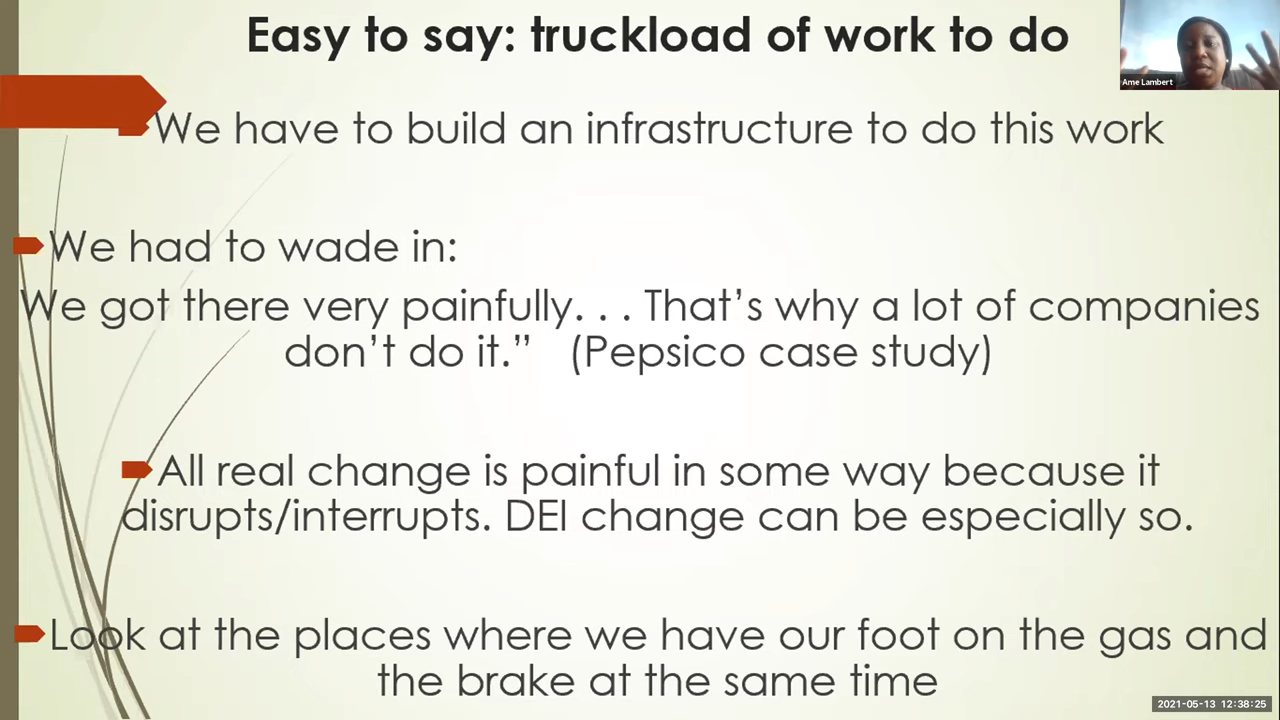 Easy to say: truckload of work to do
Ame Lambert
We have to build an infrastructure to do this work
We had to wade in:
We got there very painfully. . . That’s why a lot of companies
don’t do it.” (Pepsico case study)
All real change is painful in some way because it
disrupts/interrupts. DEI change can be especially so.
Look at the places where we have our foot on the gas and
the brake at the same time
2021-05-13 12:38:25